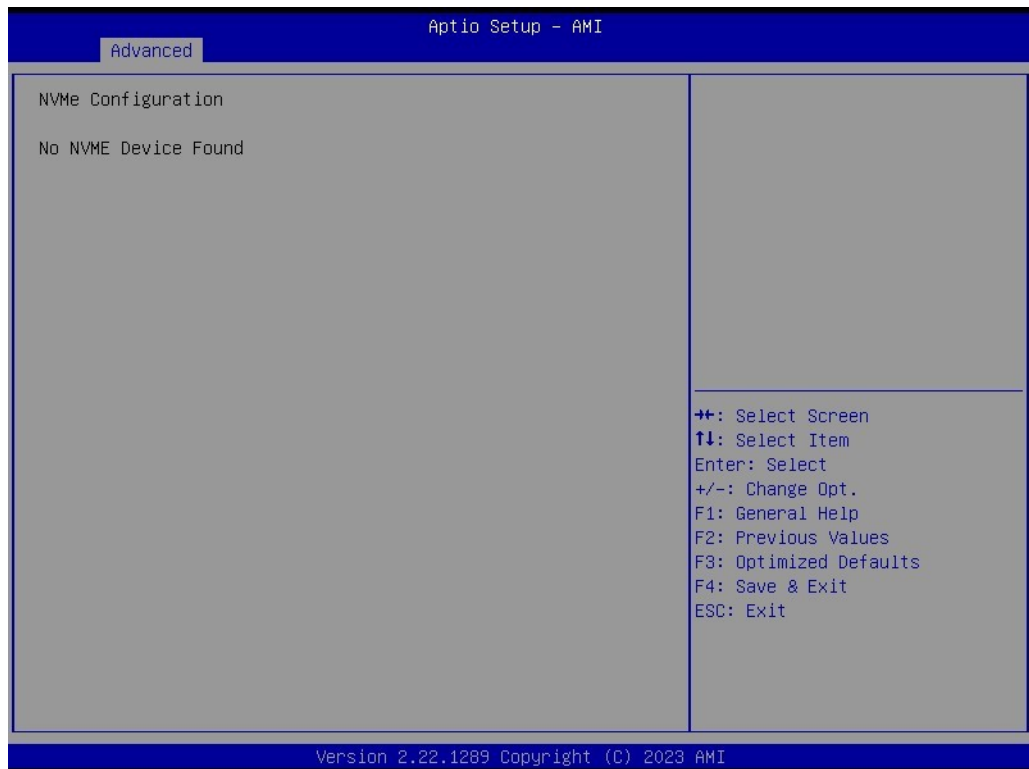 Aptio Setup – AMI
Advanced
NVMe Configuration
No NVME Device Found
→←: Select Screen
↑↓: Select Item
Enter: Select
+/-: Change Opt.
F1: General Help
F2: Previous Values
F3: Optimized Defaults
F4: Save & Exit
ESC: Exit
Version 2.22.1289 Copyright (C) 2023 AMI